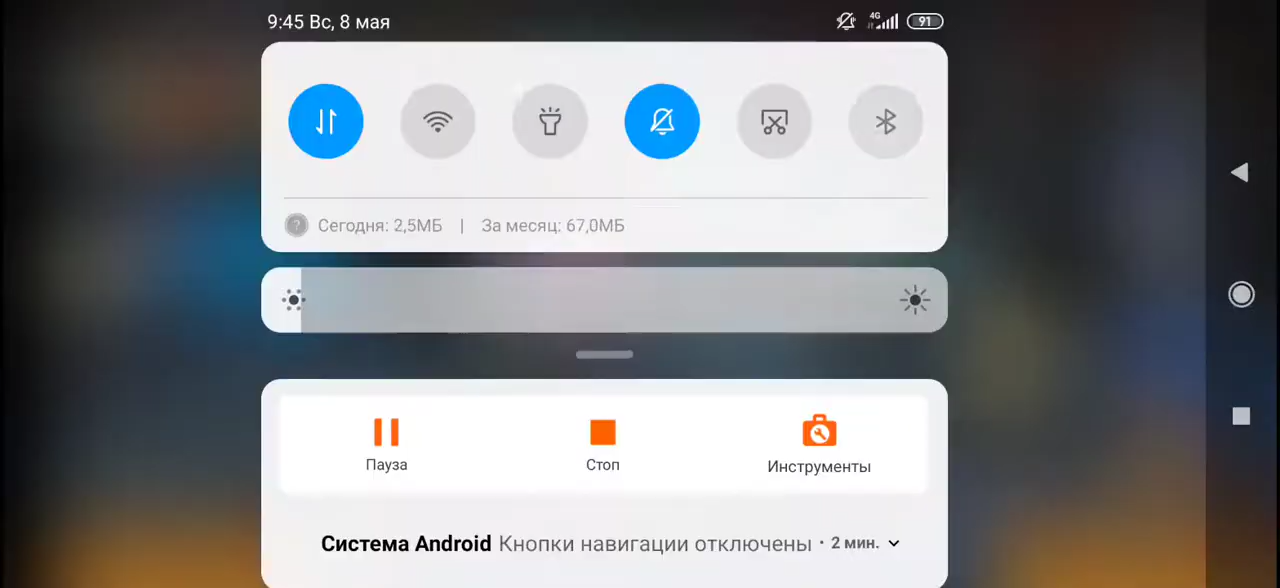 9:45 Вс, 8 мая
4G 91
Сегодня: 2,5МБ | За месяц: 67,0МБ
Пауза Стоп Инструменты
Система Android Кнопки навигации отключены · 2 мин.